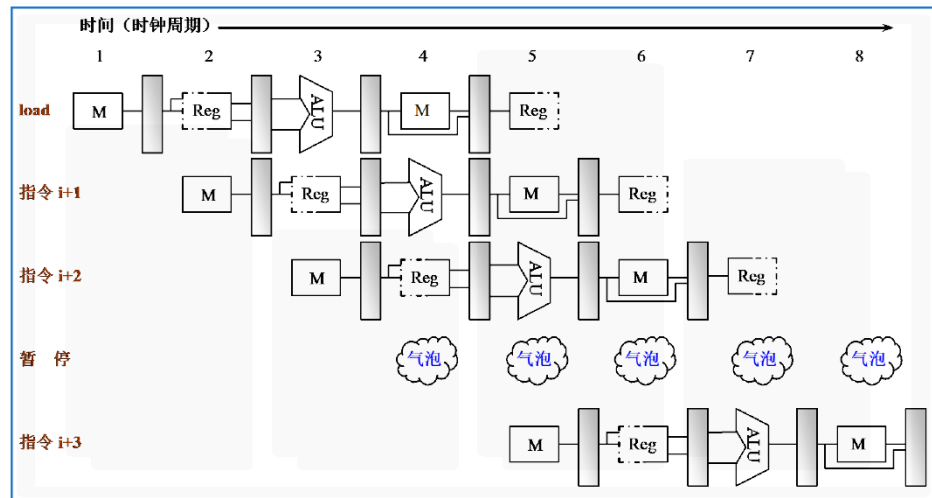 时间（时钟周期）
1 2 3 4 5 6 7 8
load M Reg ALU M Reg
指令 i+1 M Reg ALU M Reg
指令 i+2 M Reg ALU M Reg
暂 停 气泡 气泡 气泡 气泡 气泡
指令 i+3 M Reg ALU M